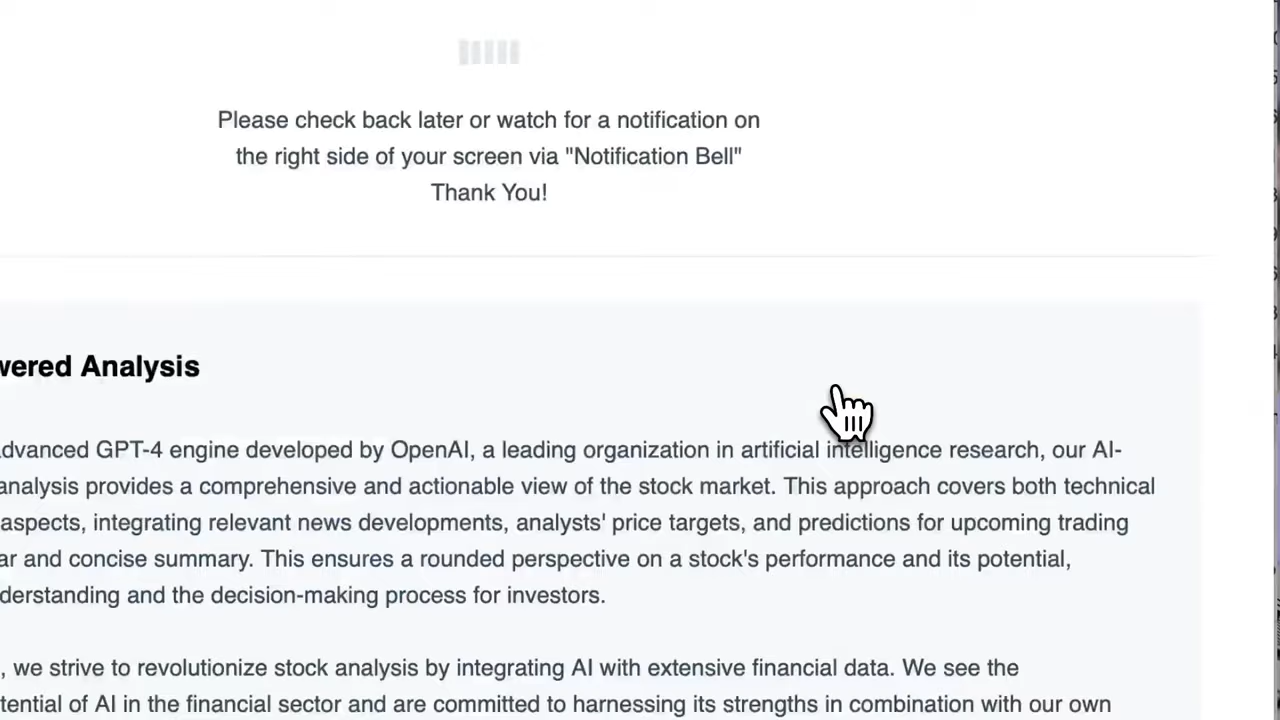 Please check back later or watch for a notification on
the right side of your screen via "Notification Bell"
Thank You!
wered Analysis
dvanced GPT-4 engine developed by OpenAI, a leading organization in artificial intelligence research, our AI-
analysis provides a comprehensive and actionable view of the stock market. This approach covers both technical
aspects, integrating relevant news developments, analysts' price targets, and predictions for upcoming trading
ar and concise summary. This ensures a rounded perspective on a stock's performance and its potential,
derstanding and the decision-making process for investors.
, we strive to revolutionize stock analysis by integrating AI with extensive financial data. We see the
tential of AI in the financial sector and are committed to harnessing its strengths in combination with our own